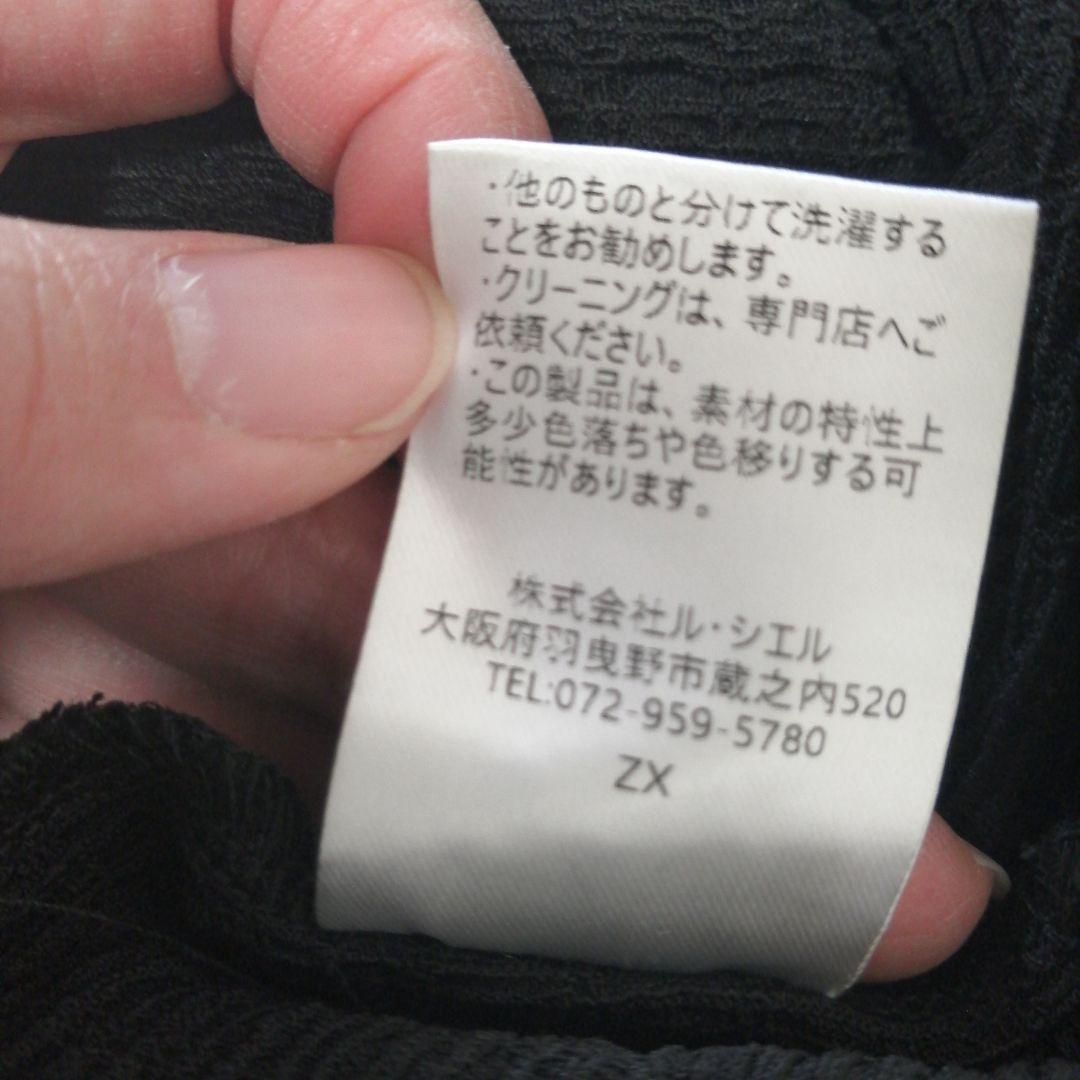 ・他のものと分けて洗濯する
ことをお勧めします。
・クリーニングは、専門店へご
依頼ください。
・この製品は、素材の特性上
多少色落ちや色移りする可
能性があります。
株式会社ル・シエル
大阪府羽曳野市蔵之内520
TEL:072-959-5780
ZX